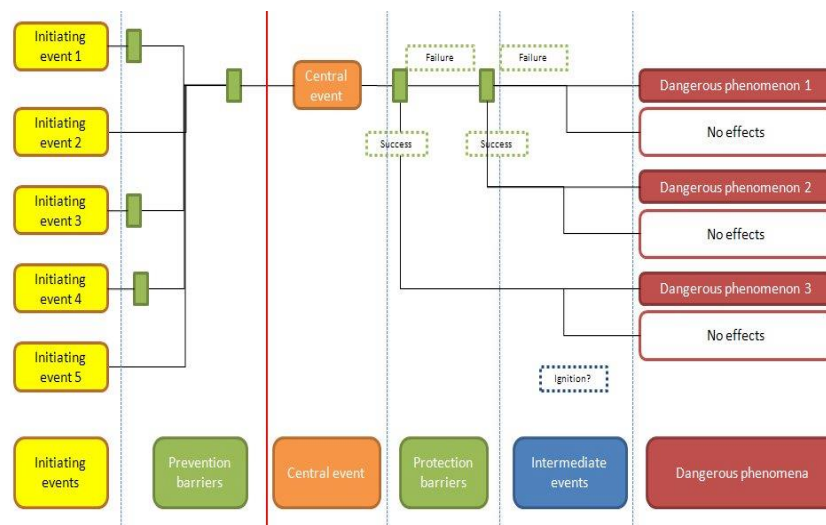 Initiating
event 1
Failure
Failure
Central
event
Dangerous phenomenon 1
Initiating
event 2
No effects
Success
Success
Dangerous phenomenon 2
Initiating
event 3
No effects
Initiating
event 4
Dangerous phenomenon 3
No effects
Initiating
event 5
Ignition?
Initiating
events
Prevention
barriers
Central event
Protection
barriers
Intermediate
events
Dangerous phenomena